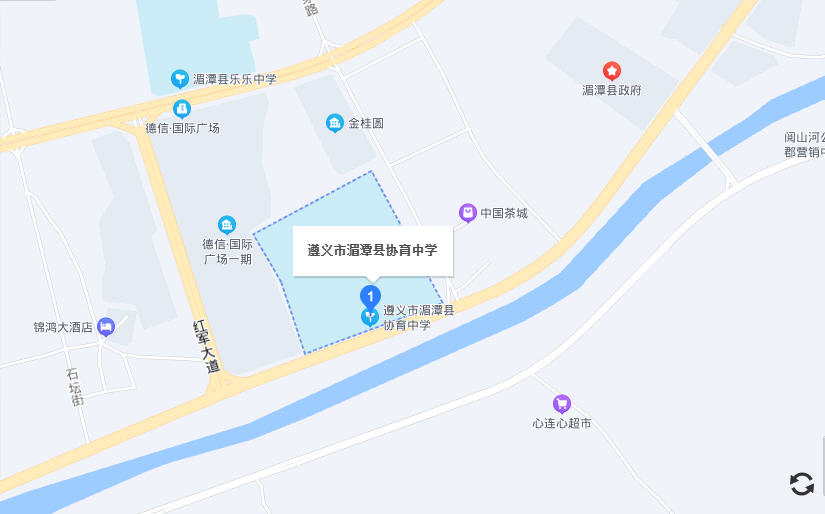 路
湄潭县乐乐中学
湄潭县政府
德信·国际广场
金桂圆
阅山河公
郡营销中
中国茶城
德信·国际
广场一期
遵义市湄潭县协育中学
1
遵义市湄潭县
协育中学
锦鸿大酒店
红军大道
石坛街
心连心超市